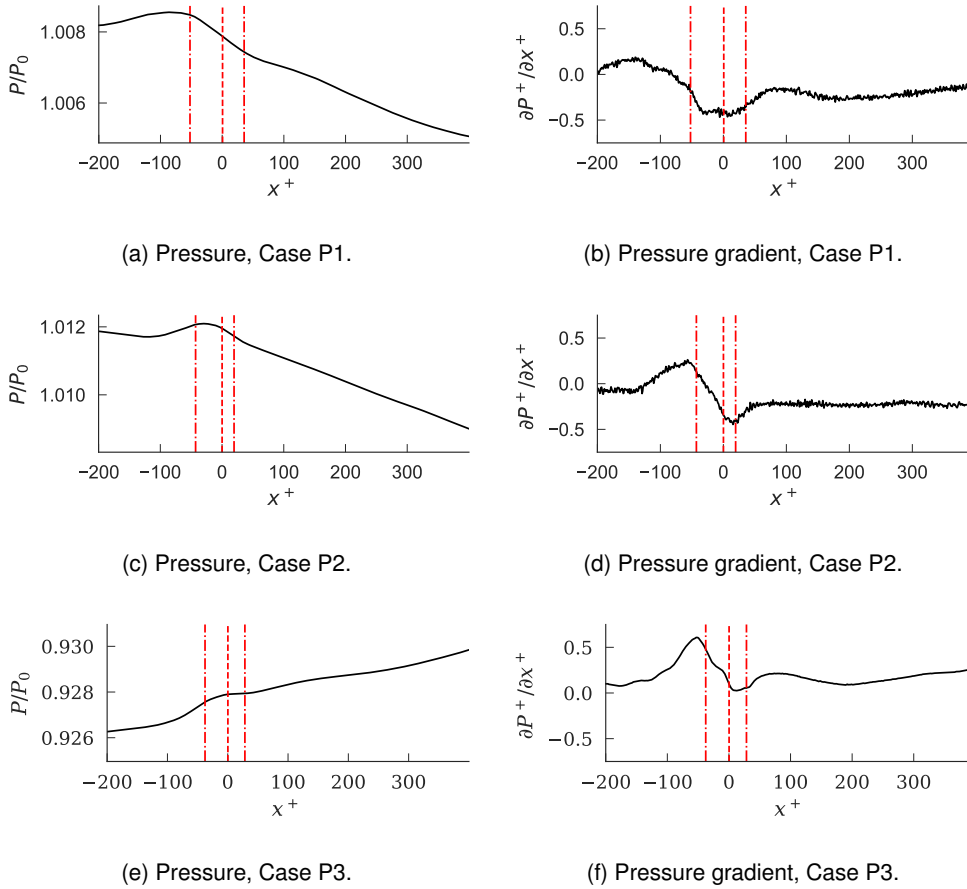 1.008
1.006
P/P₀
−200 −100 0 100 200 300
x⁺
(a) Pressure, Case P1.
0.5
0.0
−0.5
∂P⁺/∂x⁺
−200 −100 0 100 200 300
x⁺
(b) Pressure gradient, Case P1.
1.012
1.010
P/P₀
−200 −100 0 100 200 300
x⁺
(c) Pressure, Case P2.
0.5
0.0
−0.5
∂P⁺/∂x⁺
−200 −100 0 100 200 300
x⁺
(d) Pressure gradient, Case P2.
0.930
0.928
0.926
P/P₀
−200 −100 0 100 200 300
x⁺
(e) Pressure, Case P3.
0.5
0.0
−0.5
∂P⁺/∂x⁺
−200 −100 0 100 200 300
x⁺
(f) Pressure gradient, Case P3.